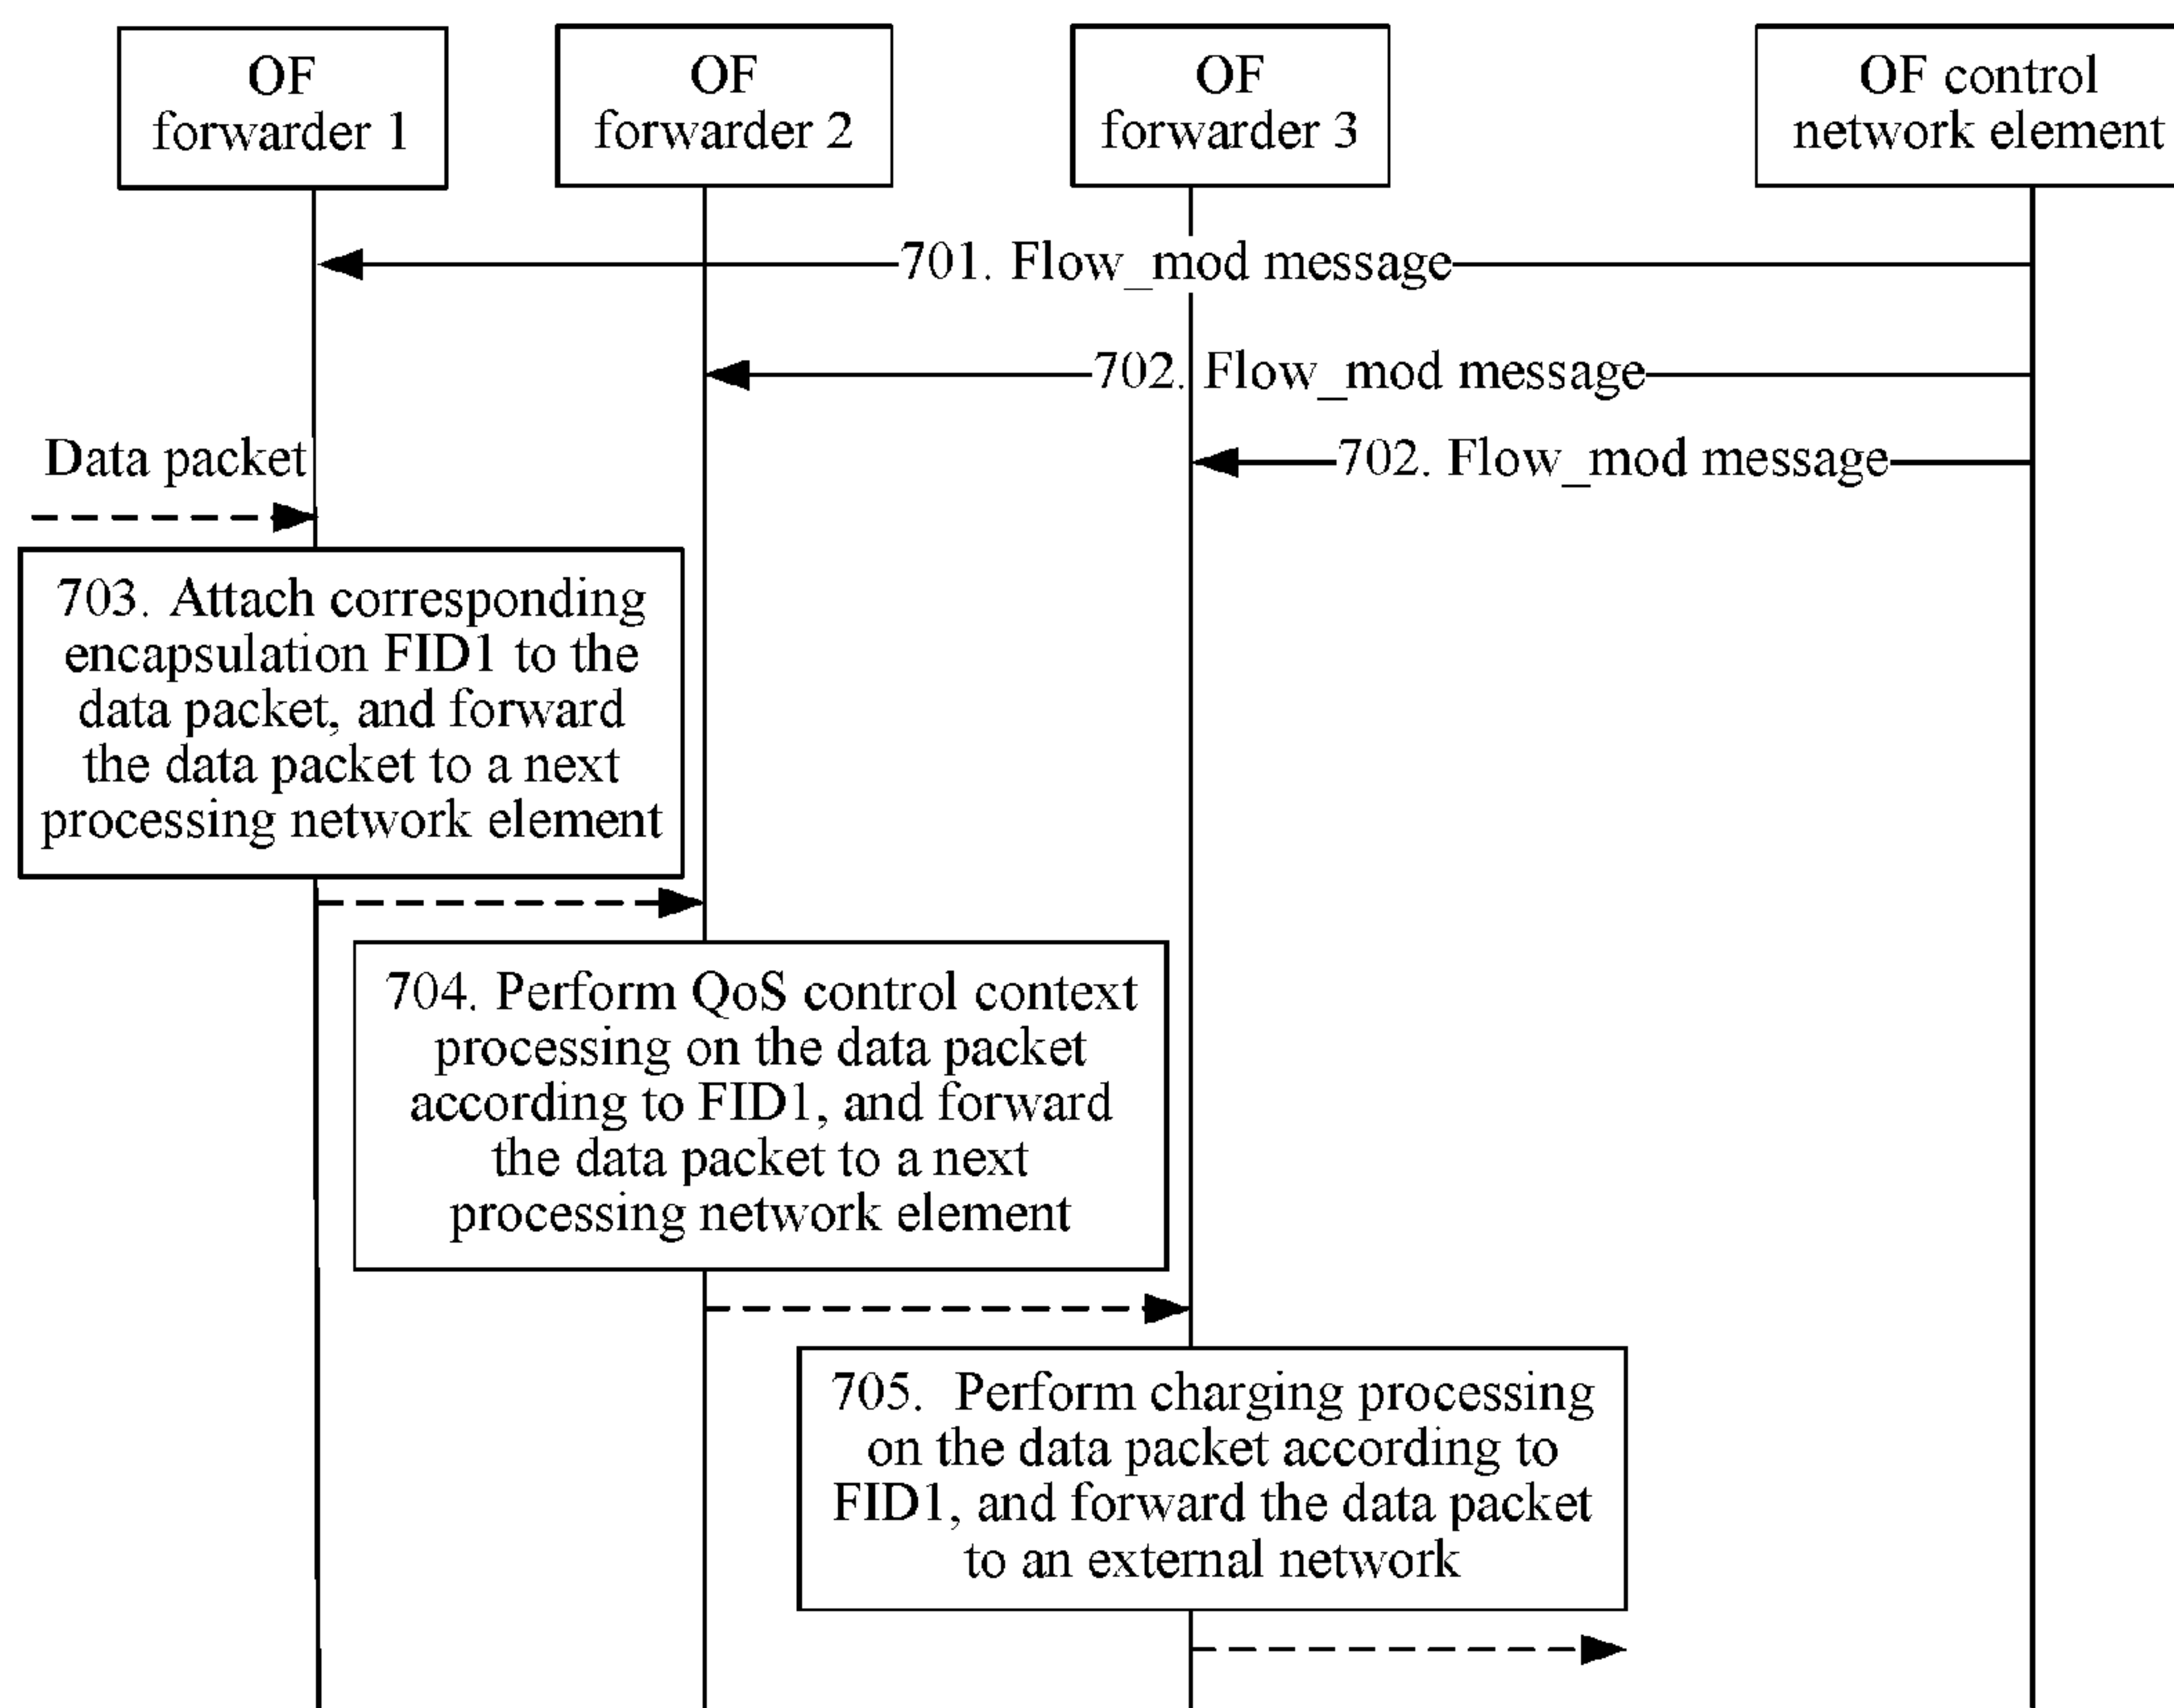 OF
forwarder 1
OF
forwarder 2
OF
forwarder 3
OF control
network element
701. Flow_mod message
702. Flow_mod message
702. Flow_mod message
Data packet
703. Attach corresponding
encapsulation FID1 to the
data packet, and forward
the data packet to a next
processing network element
704. Perform QoS control context
processing on the data packet
according to FID1, and forward
the data packet to a next
processing network element
705. Perform charging processing
on the data packet according to
FID1, and forward the data packet
to an external network